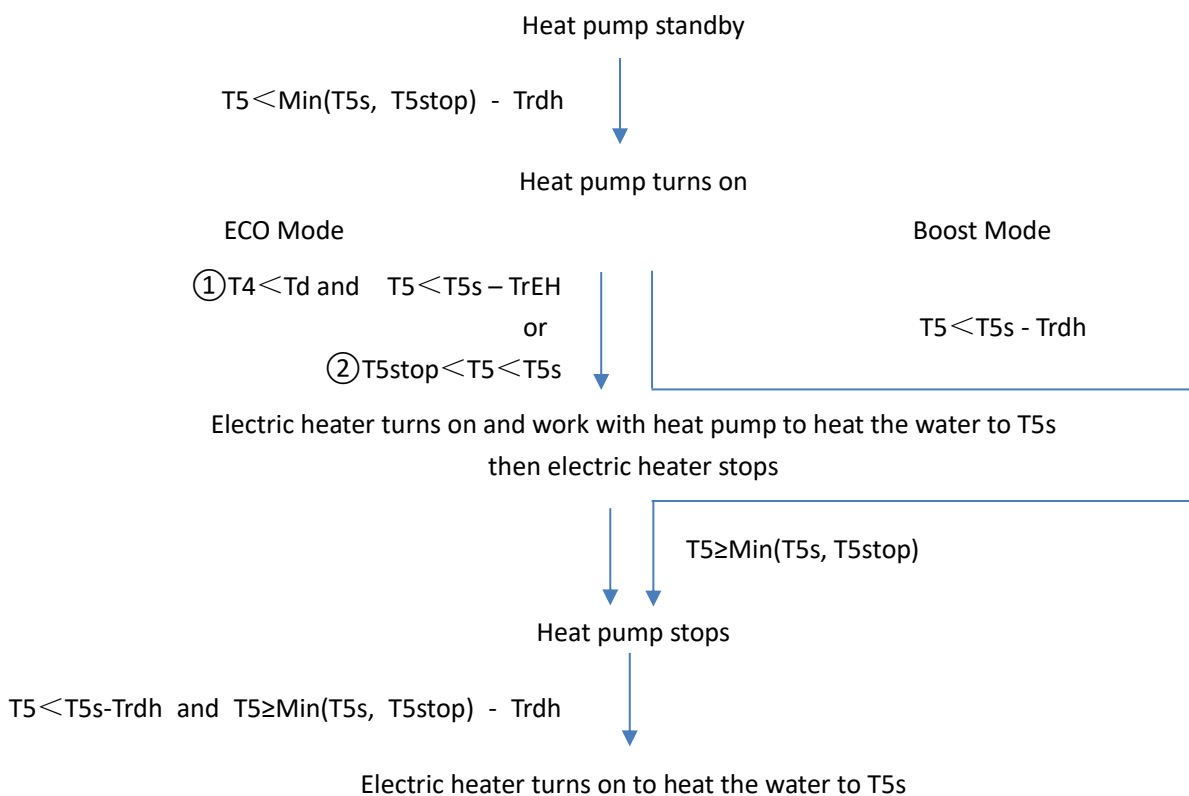 Heat pump standby
T5＜Min(T5s, T5stop) - Trdh
Heat pump turns on
ECO Mode
Boost Mode
①T4＜Td and T5＜T5s – TrEH
or
T5＜T5s - Trdh
②T5stop＜T5＜T5s
Electric heater turns on and work with heat pump to heat the water to T5s
then electric heater stops
T5≥Min(T5s, T5stop)
Heat pump stops
T5＜T5s-Trdh and T5≥Min(T5s, T5stop) - Trdh
Electric heater turns on to heat the water to T5s